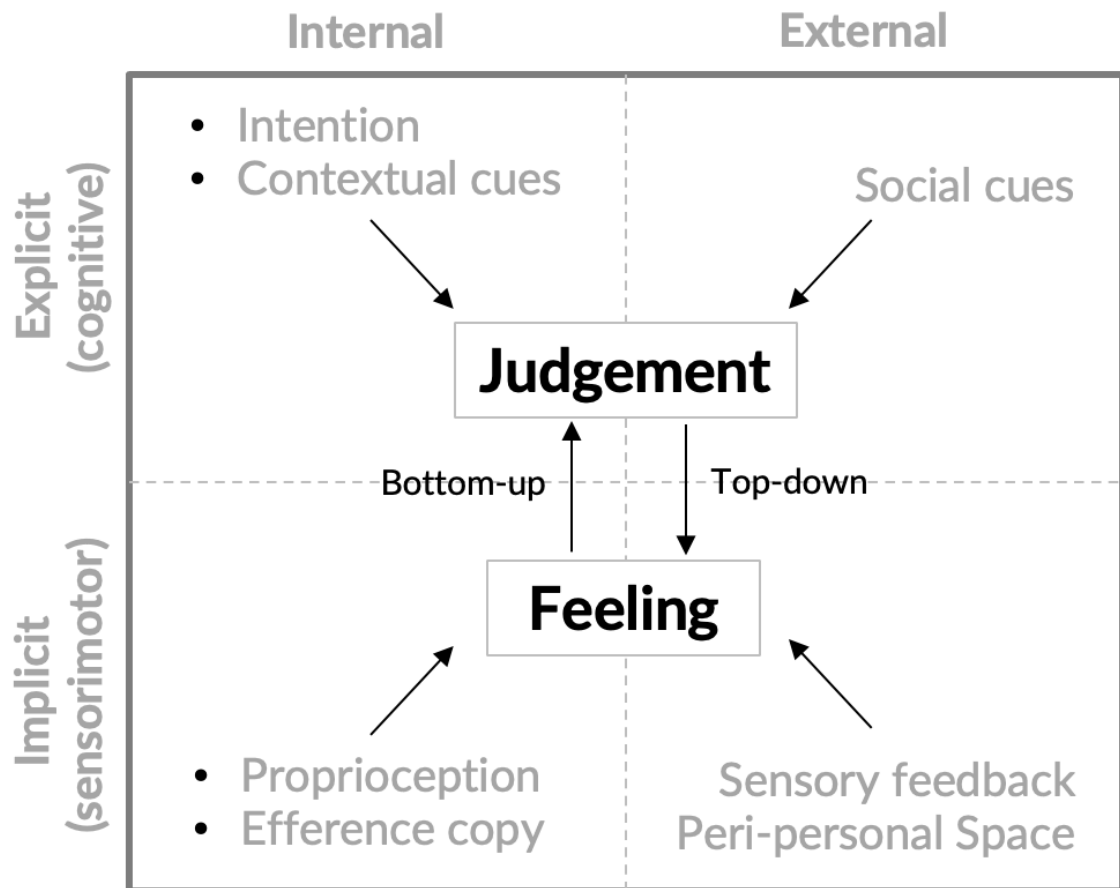 Internal
External
Explicit
(cognitive)
• Intention
• Contextual cues
Social cues
Judgement
Bottom-up
Top-down
Feeling
Implicit
(sensorimotor)
• Proprioception
• Efference copy
Sensory feedback
Peri-personal Space